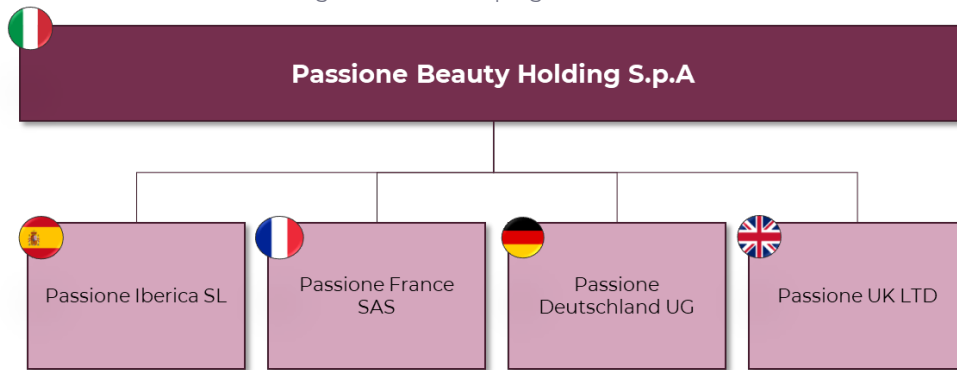 Passione Beauty Holding S.p.A
Passione Iberica SL
Passione France
SAS
Passione
Deutschland UG
Passione UK LTD